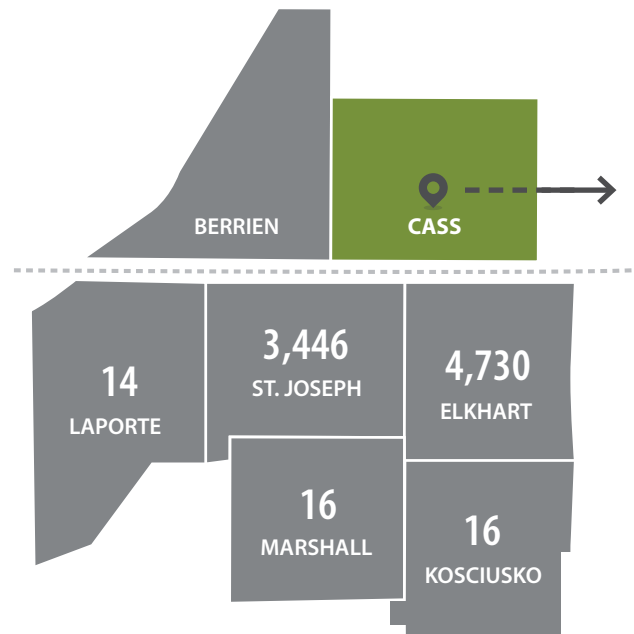 BERRIEN
CASS
14
LAPORTE
3,446
ST. JOSEPH
4,730
ELKHART
16
MARSHALL
16
KOSCIUSKO